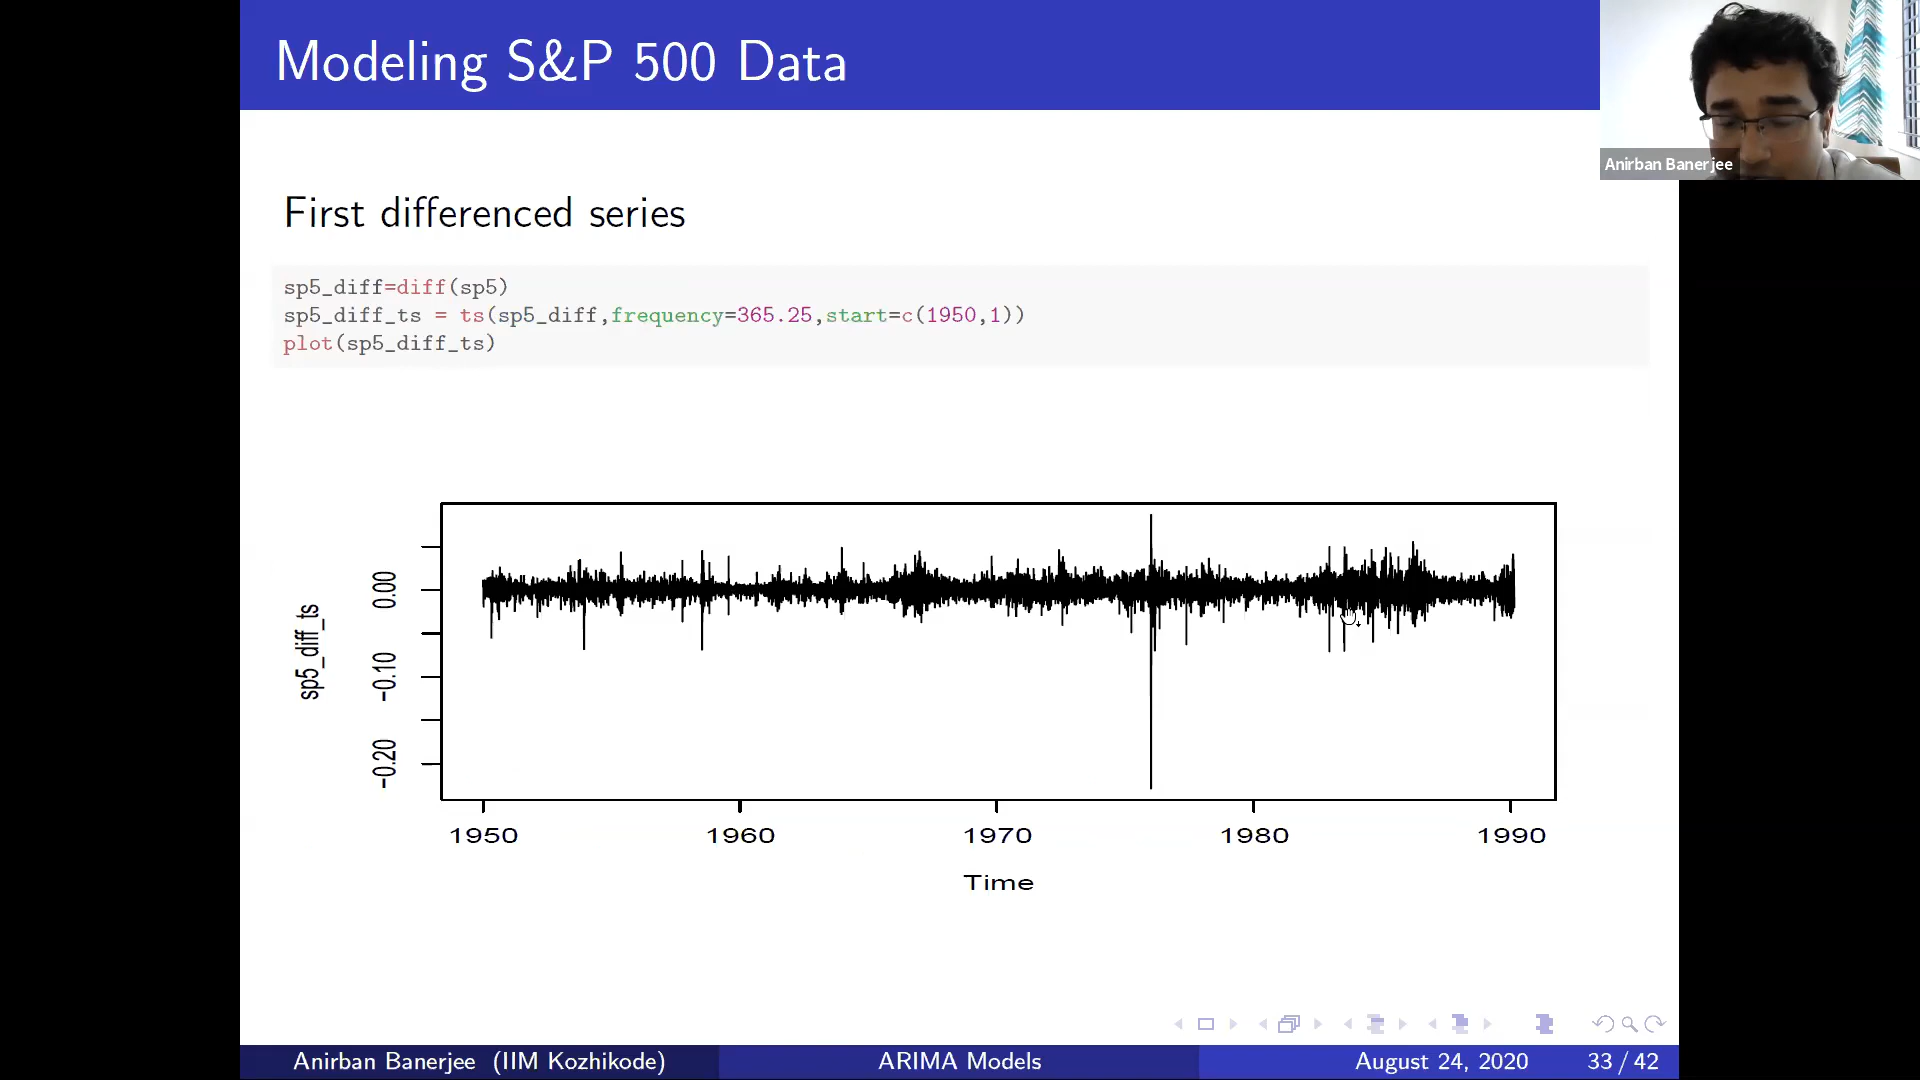 Modeling S&P 500 Data
Anirban Banerjee
First differenced series
sp5_diff=diff(sp5)
sp5_diff_ts = ts(sp5_diff,frequency=365.25,start=c(1950,1))
plot(sp5_diff_ts)
sp5_diff_ts
0.00
−0.10
−0.20
1950 1960 1970 1980 1990
Time
Anirban Banerjee (IIM Kozhikode) ARIMA Models August 24, 2020 33 / 42